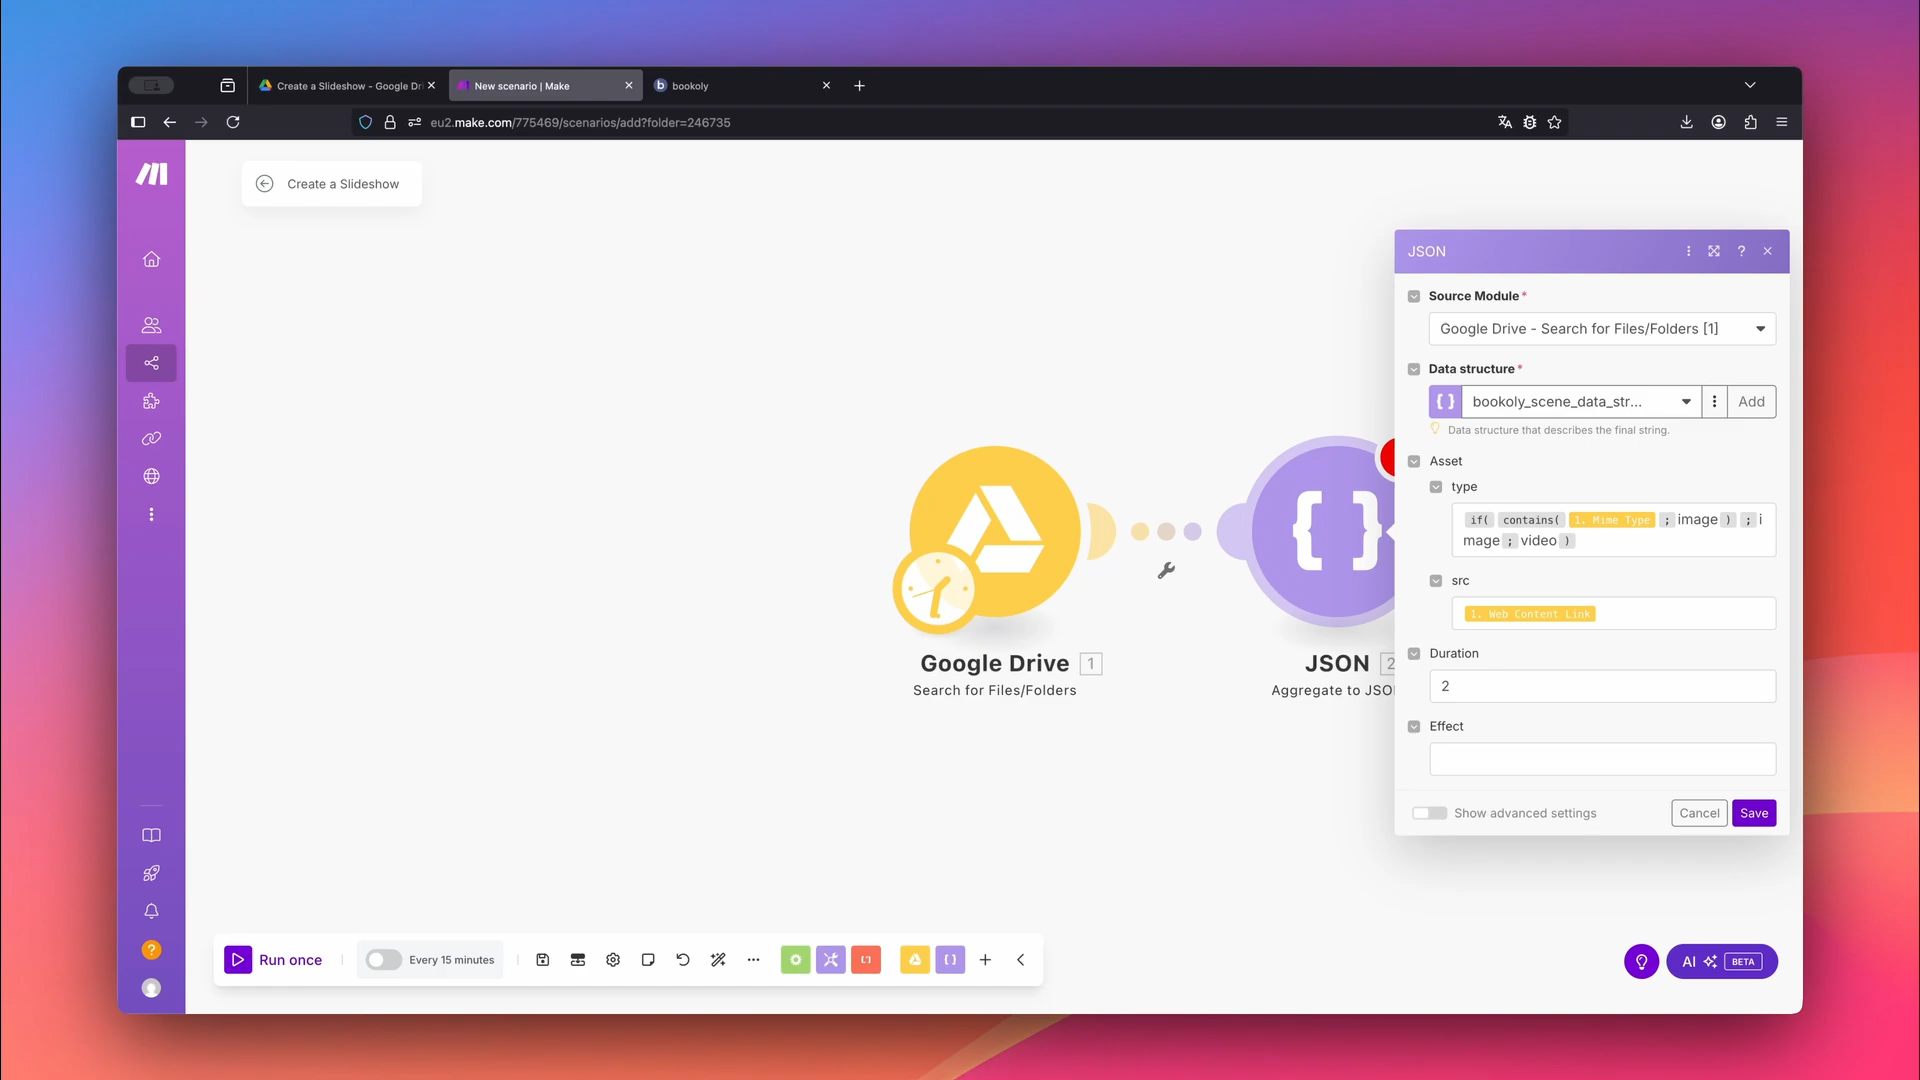 Create a Slideshow - Google Dri
New scenario | Make
b bookoly
eu2.make.com/775469/scenarios/add?folder=246735
Create a Slideshow
JSON
?
Source Module *
Google Drive - Search for Files/Folders [1]
Data structure *
{ } bookoly_scene_data_str...
Add
Data structure that describes the final string.
Asset
type
if( contains( 1. Mime Type ; image ) ; i
mage ; video )
src
1. Web Content Link
Duration
2
Effect
Show advanced settings
Cancel
Save
Google Drive 1
Search for Files/Folders
JSON 2
Aggregate to JSO
?
Run once
Every 15 minutes
AI
BETA